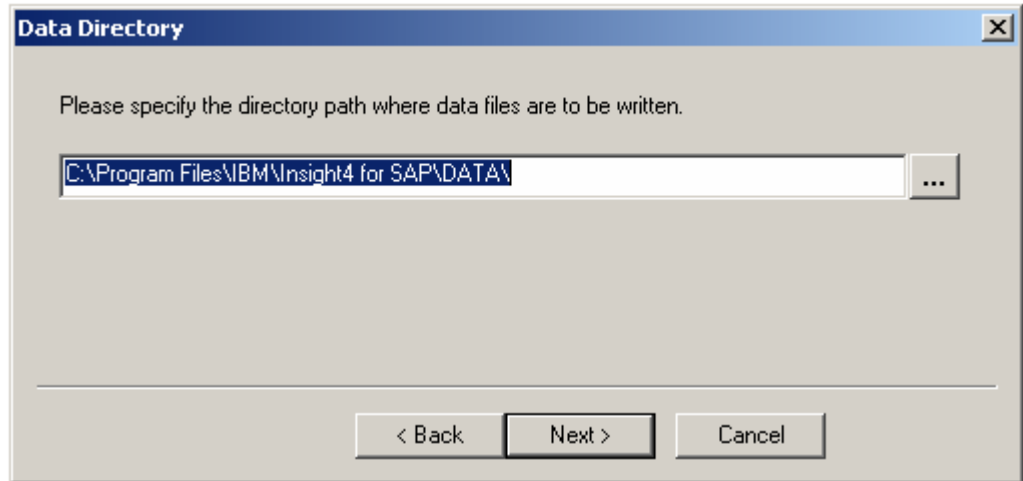 Data Directory
Please specify the directory path where data files are to be written.
C:\Program Files\IBM\Insight4 for SAP\DATA\
...
< Back
Next >
Cancel